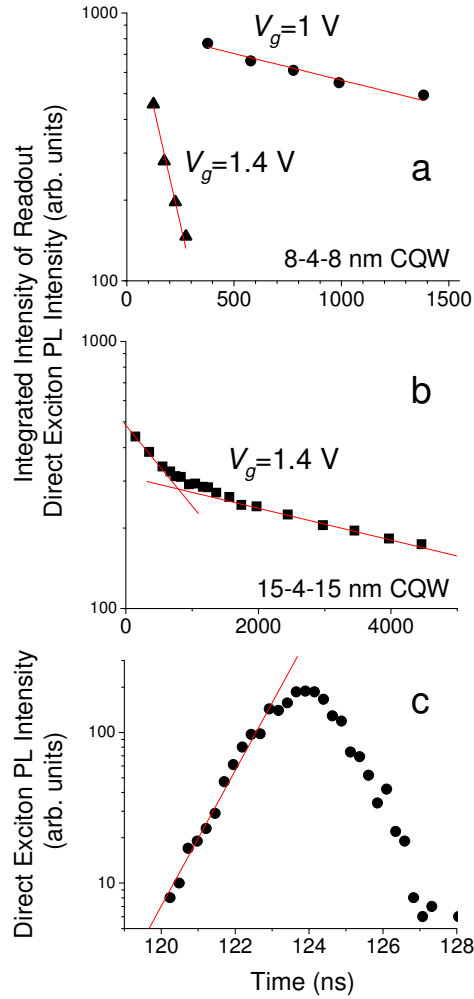 Integrated Intensity of Readout
Direct Exciton PL Intensity (arb. units)
1000
100
V_g=1 V
V_g=1.4 V
a
8-4-8 nm CQW
0 500 1000 1500
1000
100
b
V_g=1.4 V
15-4-15 nm CQW
0 2000 4000
Direct Exciton PL Intensity
(arb. units)
100
10
c
120 122 124 126 128
Time (ns)